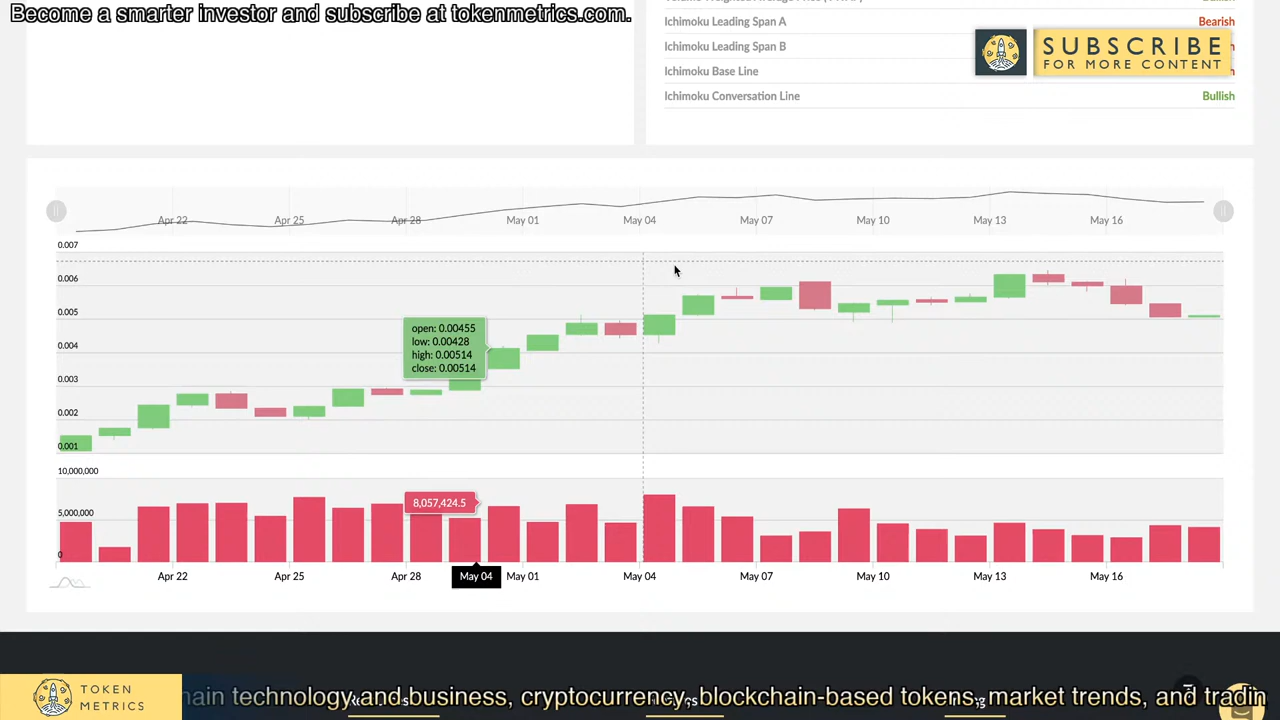 Become a smarter investor and subscribe at tokenmetrics.com.
Ichimoku Leading Span A Bearish
Ichimoku Leading Span B
Ichimoku Base Line
Ichimoku Conversation Line Bullish
SUBSCRIBE
FOR MORE CONTENT
Apr 22 Apr 25 Apr 28 May 01 May 04 May 07 May 10 May 13 May 16
0.007
0.006
0.005
0.004
0.003
0.002
0.001
open: 0.00455
low: 0.00428
high: 0.00514
close: 0.00514
10,000,000
5,000,000
0
8,057,424.5
Apr 22 Apr 25 Apr 28 May 04 May 01 May 04 May 07 May 10 May 13 May 16
TOKEN
METRICS
technology and business, cryptocurrency, blockchain-based tokens, market trends, and